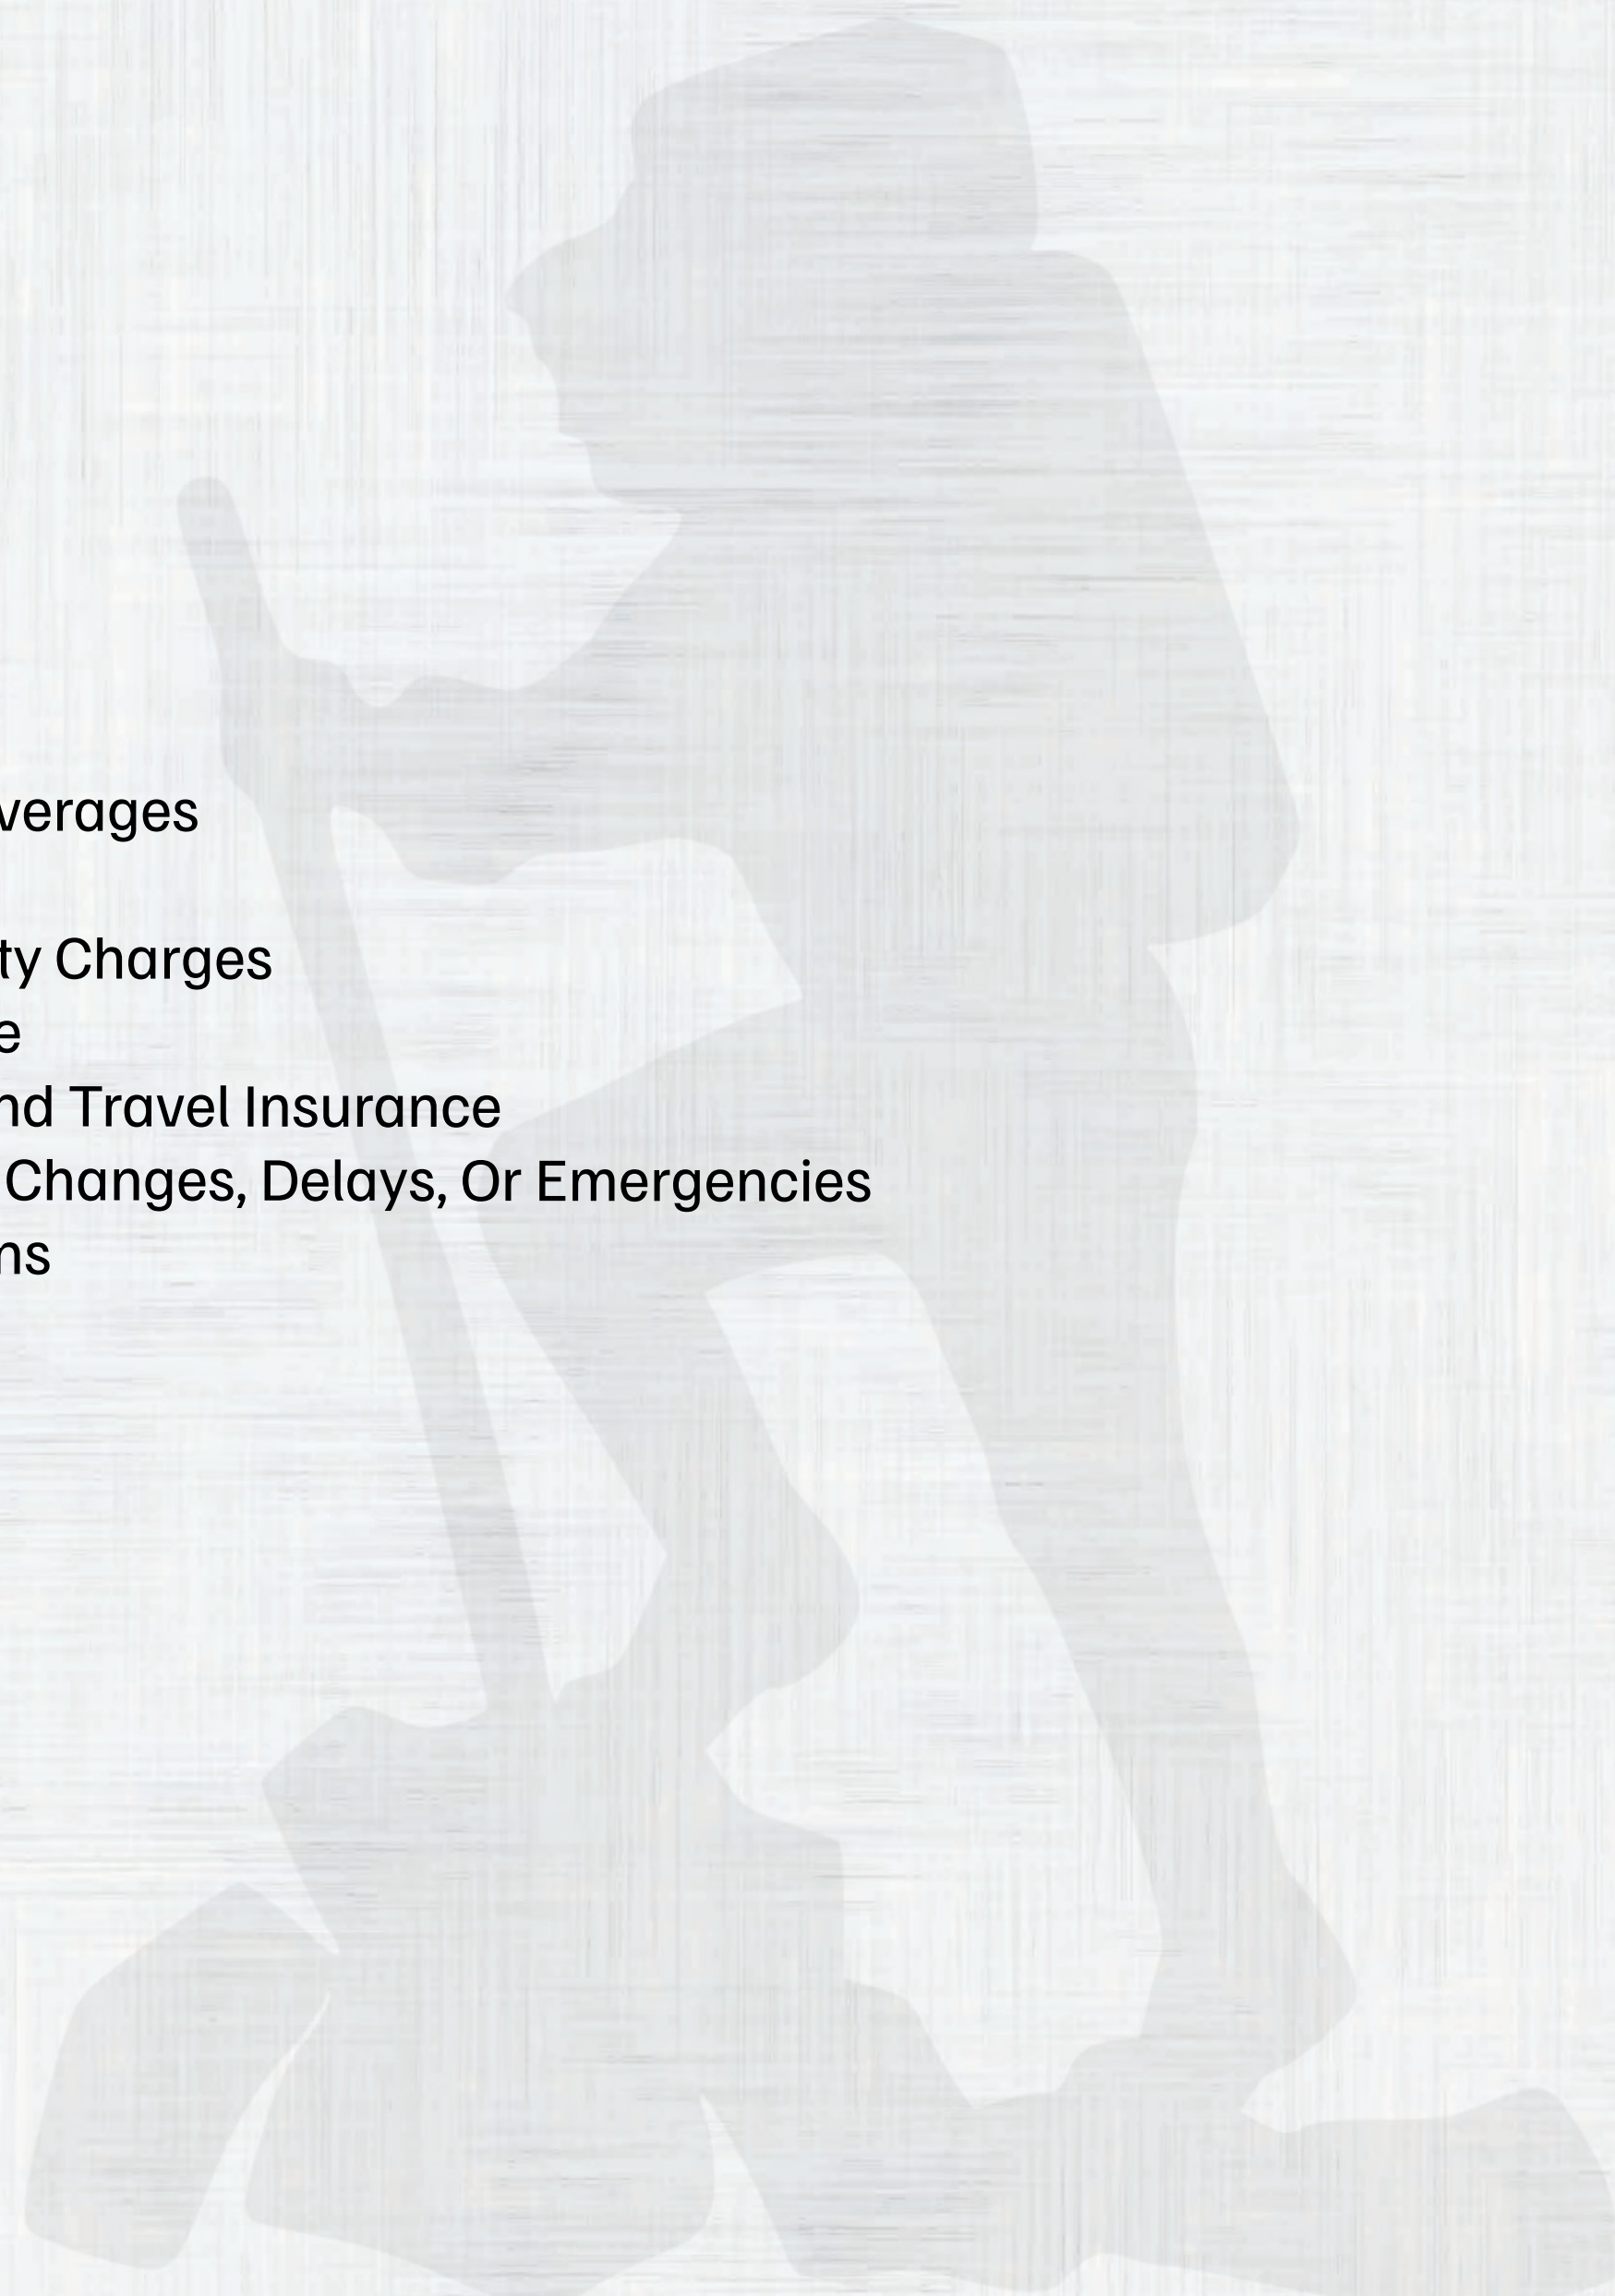 verages
ty Charges
e
nd Travel Insurance
Changes, Delays, Or Emergencies
ns